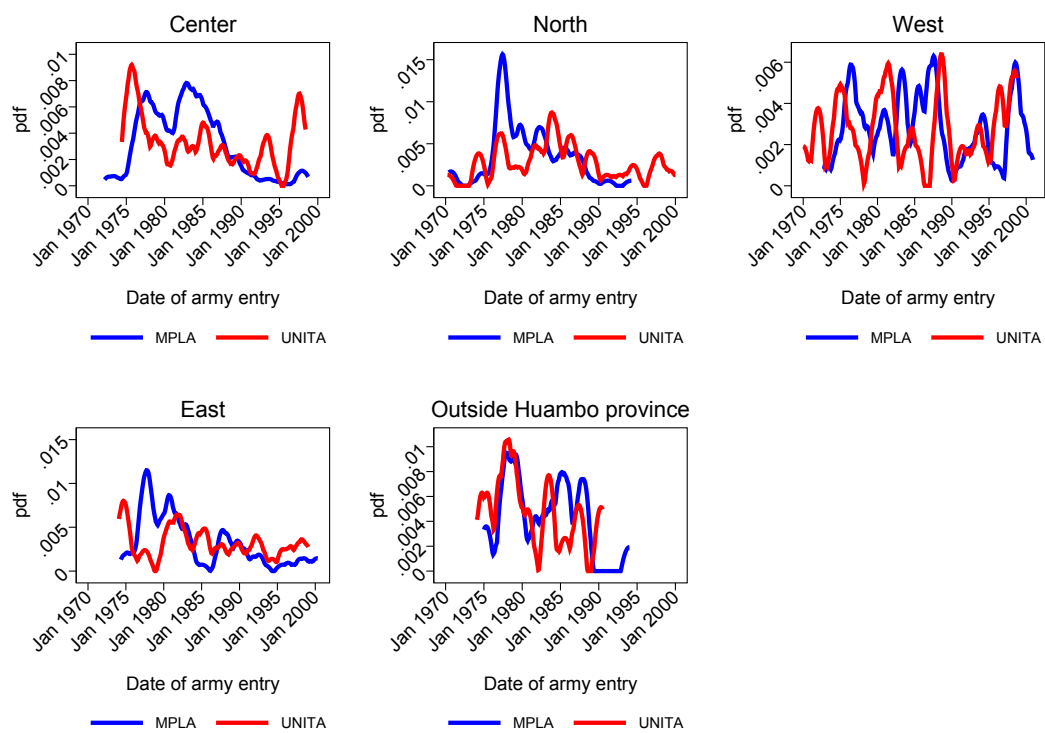 Center
pdf
0 .002 .004 .006 .008 .01
Jan 1970 Jan 1975 Jan 1980 Jan 1985 Jan 1990 Jan 1995 Jan 2000
Date of army entry
MPLA UNITA
North
pdf
0 .005 .01 .015
Jan 1970 Jan 1975 Jan 1980 Jan 1985 Jan 1990 Jan 1995 Jan 2000
Date of army entry
MPLA UNITA
West
pdf
0 .002 .004 .006
Jan 1970 Jan 1975 Jan 1980 Jan 1985 Jan 1990 Jan 1995 Jan 2000
Date of army entry
MPLA UNITA
East
pdf
0 .005 .01 .015
Jan 1970 Jan 1975 Jan 1980 Jan 1985 Jan 1990 Jan 1995 Jan 2000
Date of army entry
MPLA UNITA
Outside Huambo province
pdf
0 .002 .004 .006 .008 .01
Jan 1970 Jan 1975 Jan 1980 Jan 1985 Jan 1990 Jan 1995 Jan 2000
Date of army entry
MPLA UNITA